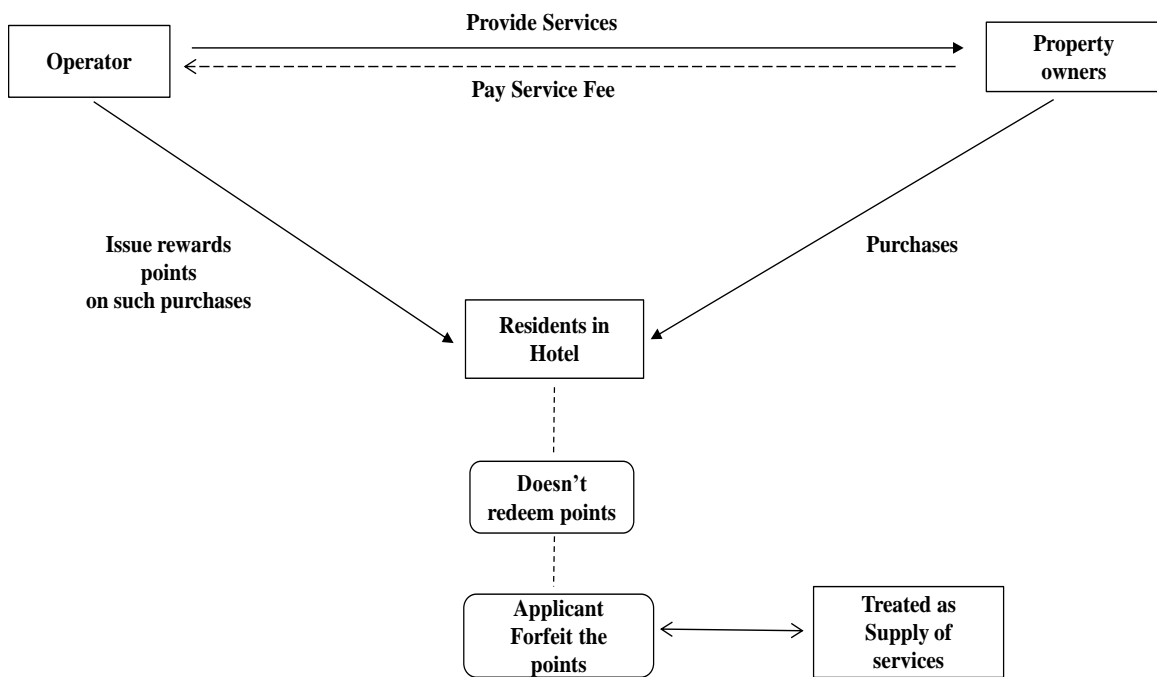 Provide Services
Operator
Property
owners
Pay Service Fee
Issue rewards
points
on such purchases
Purchases
Residents in
Hotel
Doesn’t
redeem points
Applicant
Forfeit the
points
Treated as
Supply of
services